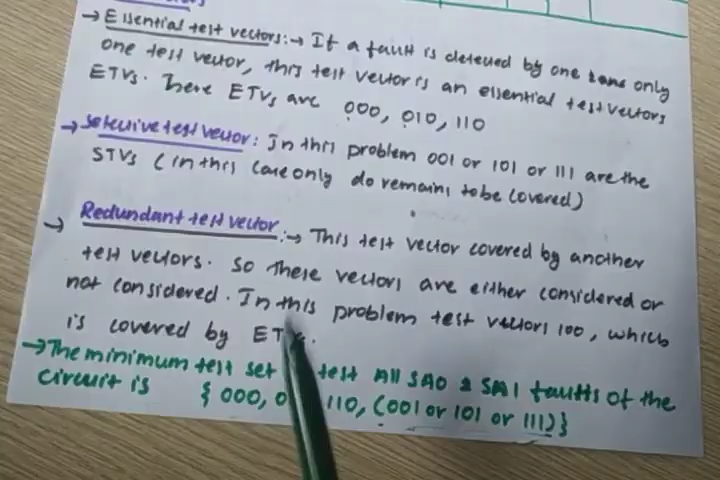 → Essential test vectors:→ If a fault is deteued by one only
one test vector, this test vector is an essential test vectors
ETVs. There ETVs are 000, 010, 110
→ Selective test vector: In this problem 001 or 101 or 111 are the
STVs (in this case only do remains to be covered)
→ Redundant test vector:→ This test vector covered by another
test vectors. so these vectors are either considered or
not considered. In this problem test vectors 100, which
is covered by
→ The minimum test set test All SA0 & SA1 faults of the
circuit is { 000, 110, (001 or 101 or 111)}